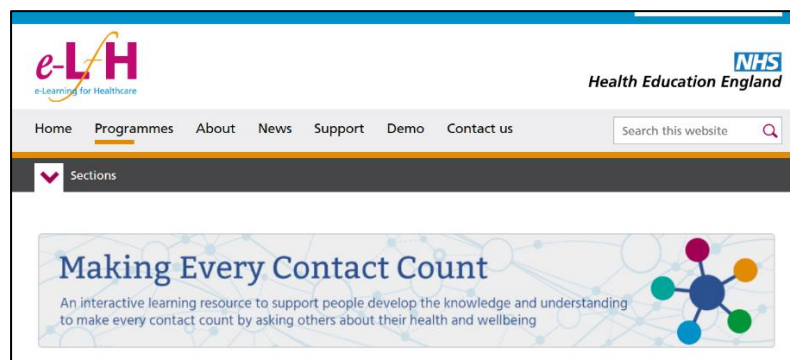 e-LfH
e-Learning for Healthcare
NHS
Health Education England
Home Programmes About News Support Demo Contact us
Search this website
Sections
Making Every Contact Count
An interactive learning resource to support people develop the knowledge and understanding
to make every contact count by asking others about their health and wellbeing